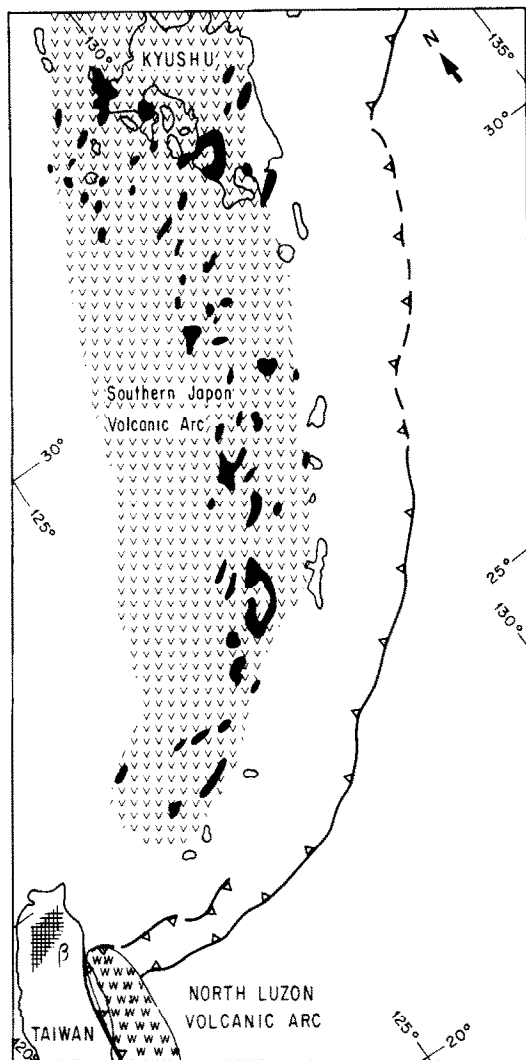 130°
KYUSHU
N
135°
30°
Southern Japan
Volcanic Arc
30°
125°
25°
130°
β
NORTH LUZON
VOLCANIC ARC
TAIWAN
120°
125°
20°